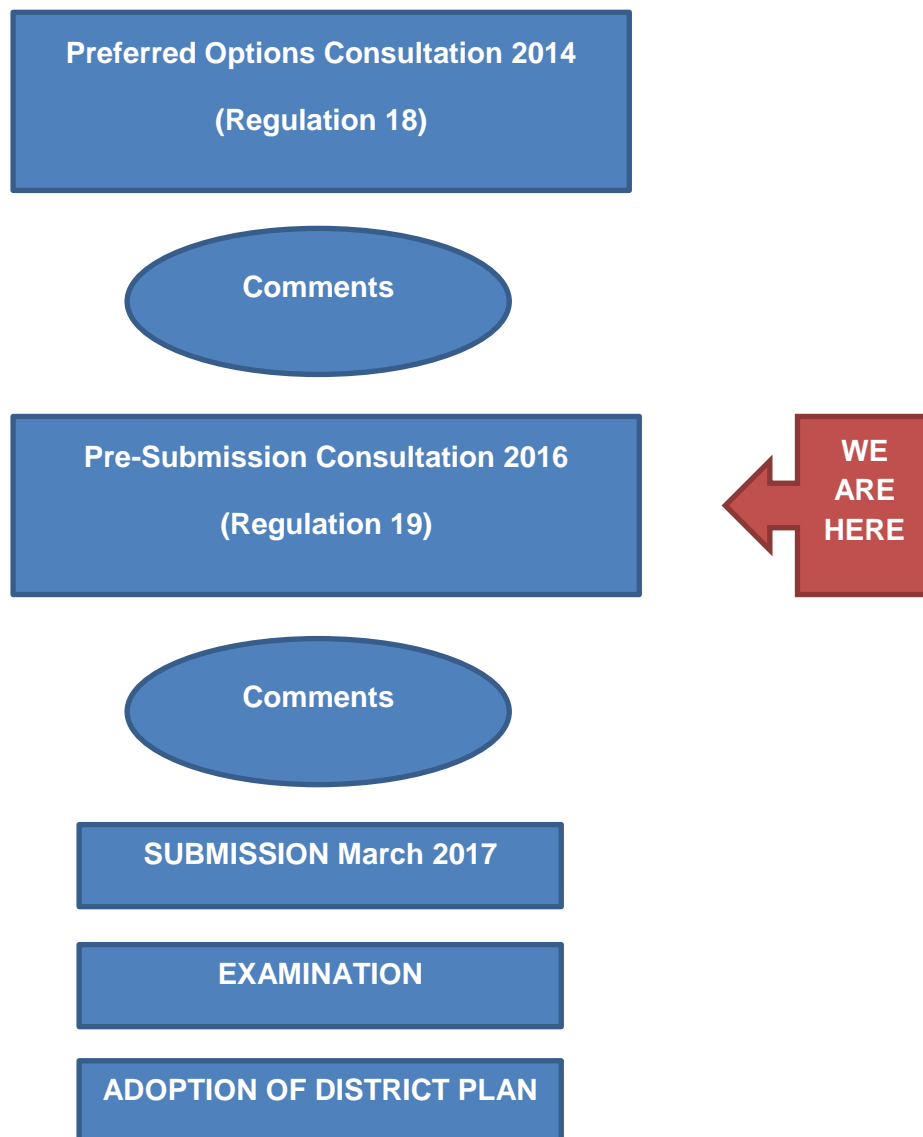 Preferred Options Consultation 2014
(Regulation 18)
Comments
Pre-Submission Consultation 2016
(Regulation 19)
WE
ARE
HERE
Comments
SUBMISSION March 2017
EXAMINATION
ADOPTION OF DISTRICT PLAN